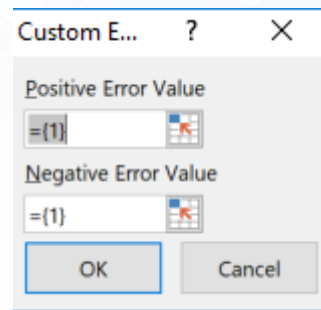 Custom E... ?
Positive Error Value
={1}
Negative Error Value
={1}
OK Cancel